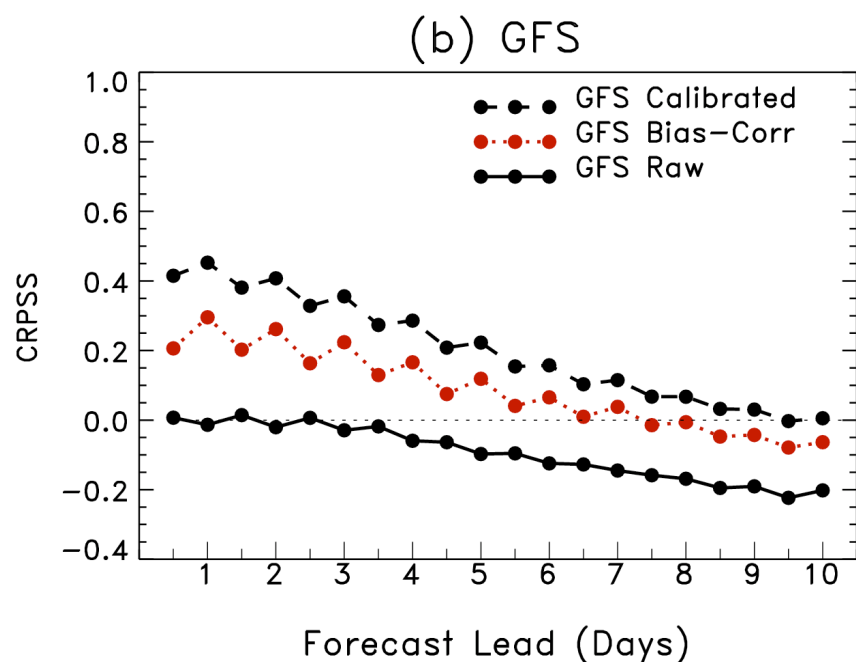 (b) GFS
1.0
0.8
0.6
0.4
0.2
0.0
−0.2
−0.4
CRPSS
GFS Calibrated
GFS Bias−Corr
GFS Raw
1 2 3 4 5 6 7 8 9 10
Forecast Lead (Days)